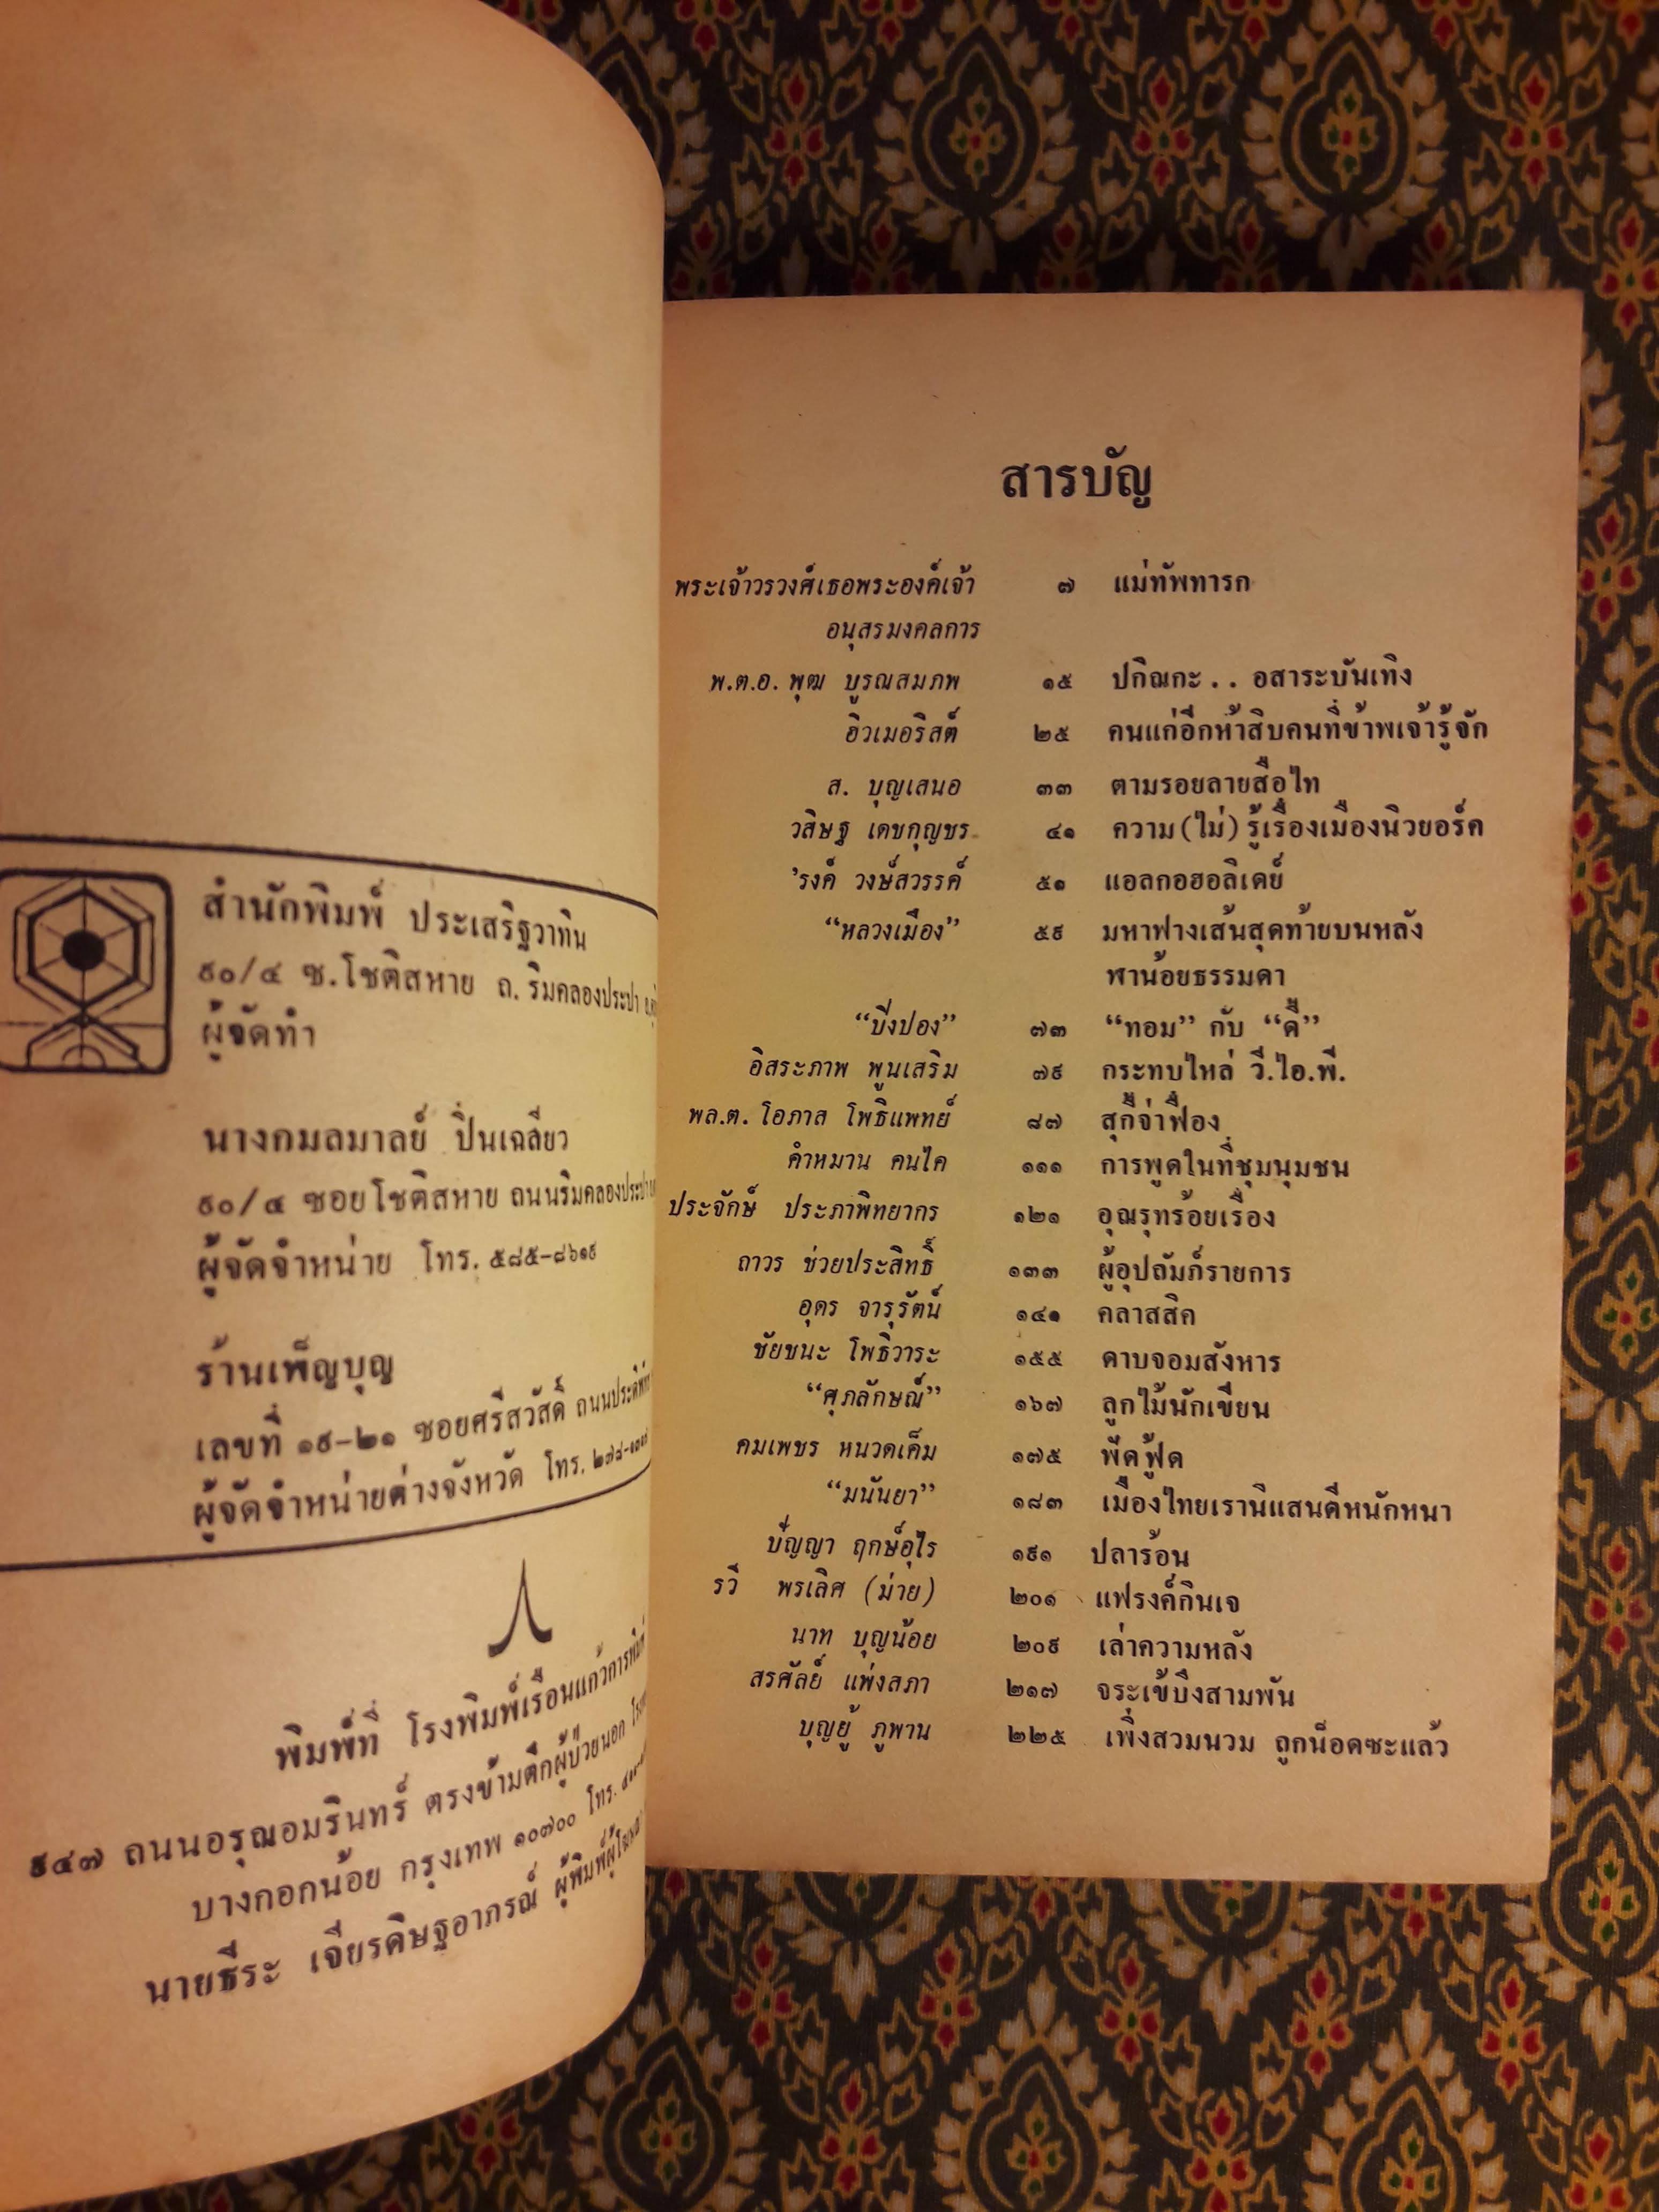 สำนักพิมพ์ ประเสริฐวาทิน
๙๐/๔ ซ.โชติสหาย ถ. ริมคลองประปา
ผู้จัดทำ
นางกมลมาลย์ ปิ่นเฉลียว
๙๐/๔ ซอยโชติสหาย ถนนริมคลองประปา
ผู้จัดจำหน่าย โทร. ๕๘๕-๘๖๑๙
ร้านเพ็ญบุญ
เลขที่ ๑๙-๒๑ ซอยศรีสวัสดิ์
ผู้จัดจำหน่ายต่างจังหวัด โทร.
พิมพ์ที่ โรงพิมพ์เรือนแก้วการพิมพ์
๙๔๗ ถนนอรุณอมรินทร์ ตรงข้ามตึกผู้ป่วยนอก
บางกอกน้อย กรุงเทพ ๑๐๗๐๐ โทร.
นายธีระ เจียรดิษฐอาภรณ์ ผู้พิมพ์ผู้โฆษณา
สารบัญ
พระเจ้าวรวงศ์เธอพระองค์เจ้า ๗ แม่ทัพทารก
อนุสรมงคลการ
พ.ต.อ. พุฒ บูรณสมภพ ๑๕ ปกิณกะ . . อสาระบันเทิง
ฮิวเมอริสต์ ๒๕ คนแก่อีกห้าสิบคนที่ข้าพเจ้ารู้จัก
ส. บุญเสนอ ๓๓ ตามรอยลายสือไท
วสิษฐ เดชกุญชร ๔๑ ความ(ไม่) รู้เรื่องเมืองนิวยอร์ค
'รงค์ วงษ์สวรรค์ ๕๑ แอลกอฮอลิเดย์
“หลวงเมือง” ๕๙ มหาฟางเส้นสุดท้ายบนหลัง
ฬาน้อยธรรมดา
“บี๋งปอง” ๗๓ “ทอม” กับ “ดี้”
อิสระภาพ พูนเสริม ๗๙ กระทบไหล่ วี.ไอ.พี.
พล.ต. โอภาส โพธิแพทย์ ๘๗ สุกี้จ่าฟื้อง
คำหมาน คนไค ๑๑๑ การพูดในที่ชุมนุมชน
ประจักษ์ ประภาพิทยากร ๑๒๑ อุณรุทร้อยเรื่อง
ถาวร ช่วยประสิทธิ์ ๑๓๓ ผู้อุปถัมภ์รายการ
อุดร จารุรัตน์ ๑๔๑ คลาสสิค
ชัยชนะ โพธิวาระ ๑๕๕ ดาบจอมสังหาร
“ศุภลักษณ์” ๑๖๗ ลูกไม้นักเขียน
คมเพชร หนวดเค็ม ๑๗๕ ฟัดฟู้ด
“มนันยา” ๑๘๓ เมืองไทยเรานี้แสนดีหนักหนา
ปัญญา ฤกษ์อุไร ๑๙๑ ปลาร้อน
รวี พรเลิศ (ม่าย) ๒๐๑ แฟรงค์กินเจ
นาท บุญน้อย ๒๐๙ เล่าความหลัง
สรศัลย์ แพ่งสภา ๒๑๗ จระเข้บึงสามพัน
บุญยู้ ภูพาน ๒๒๕ เพิ่งสวมนวม ถูกน็อคซะแล้ว